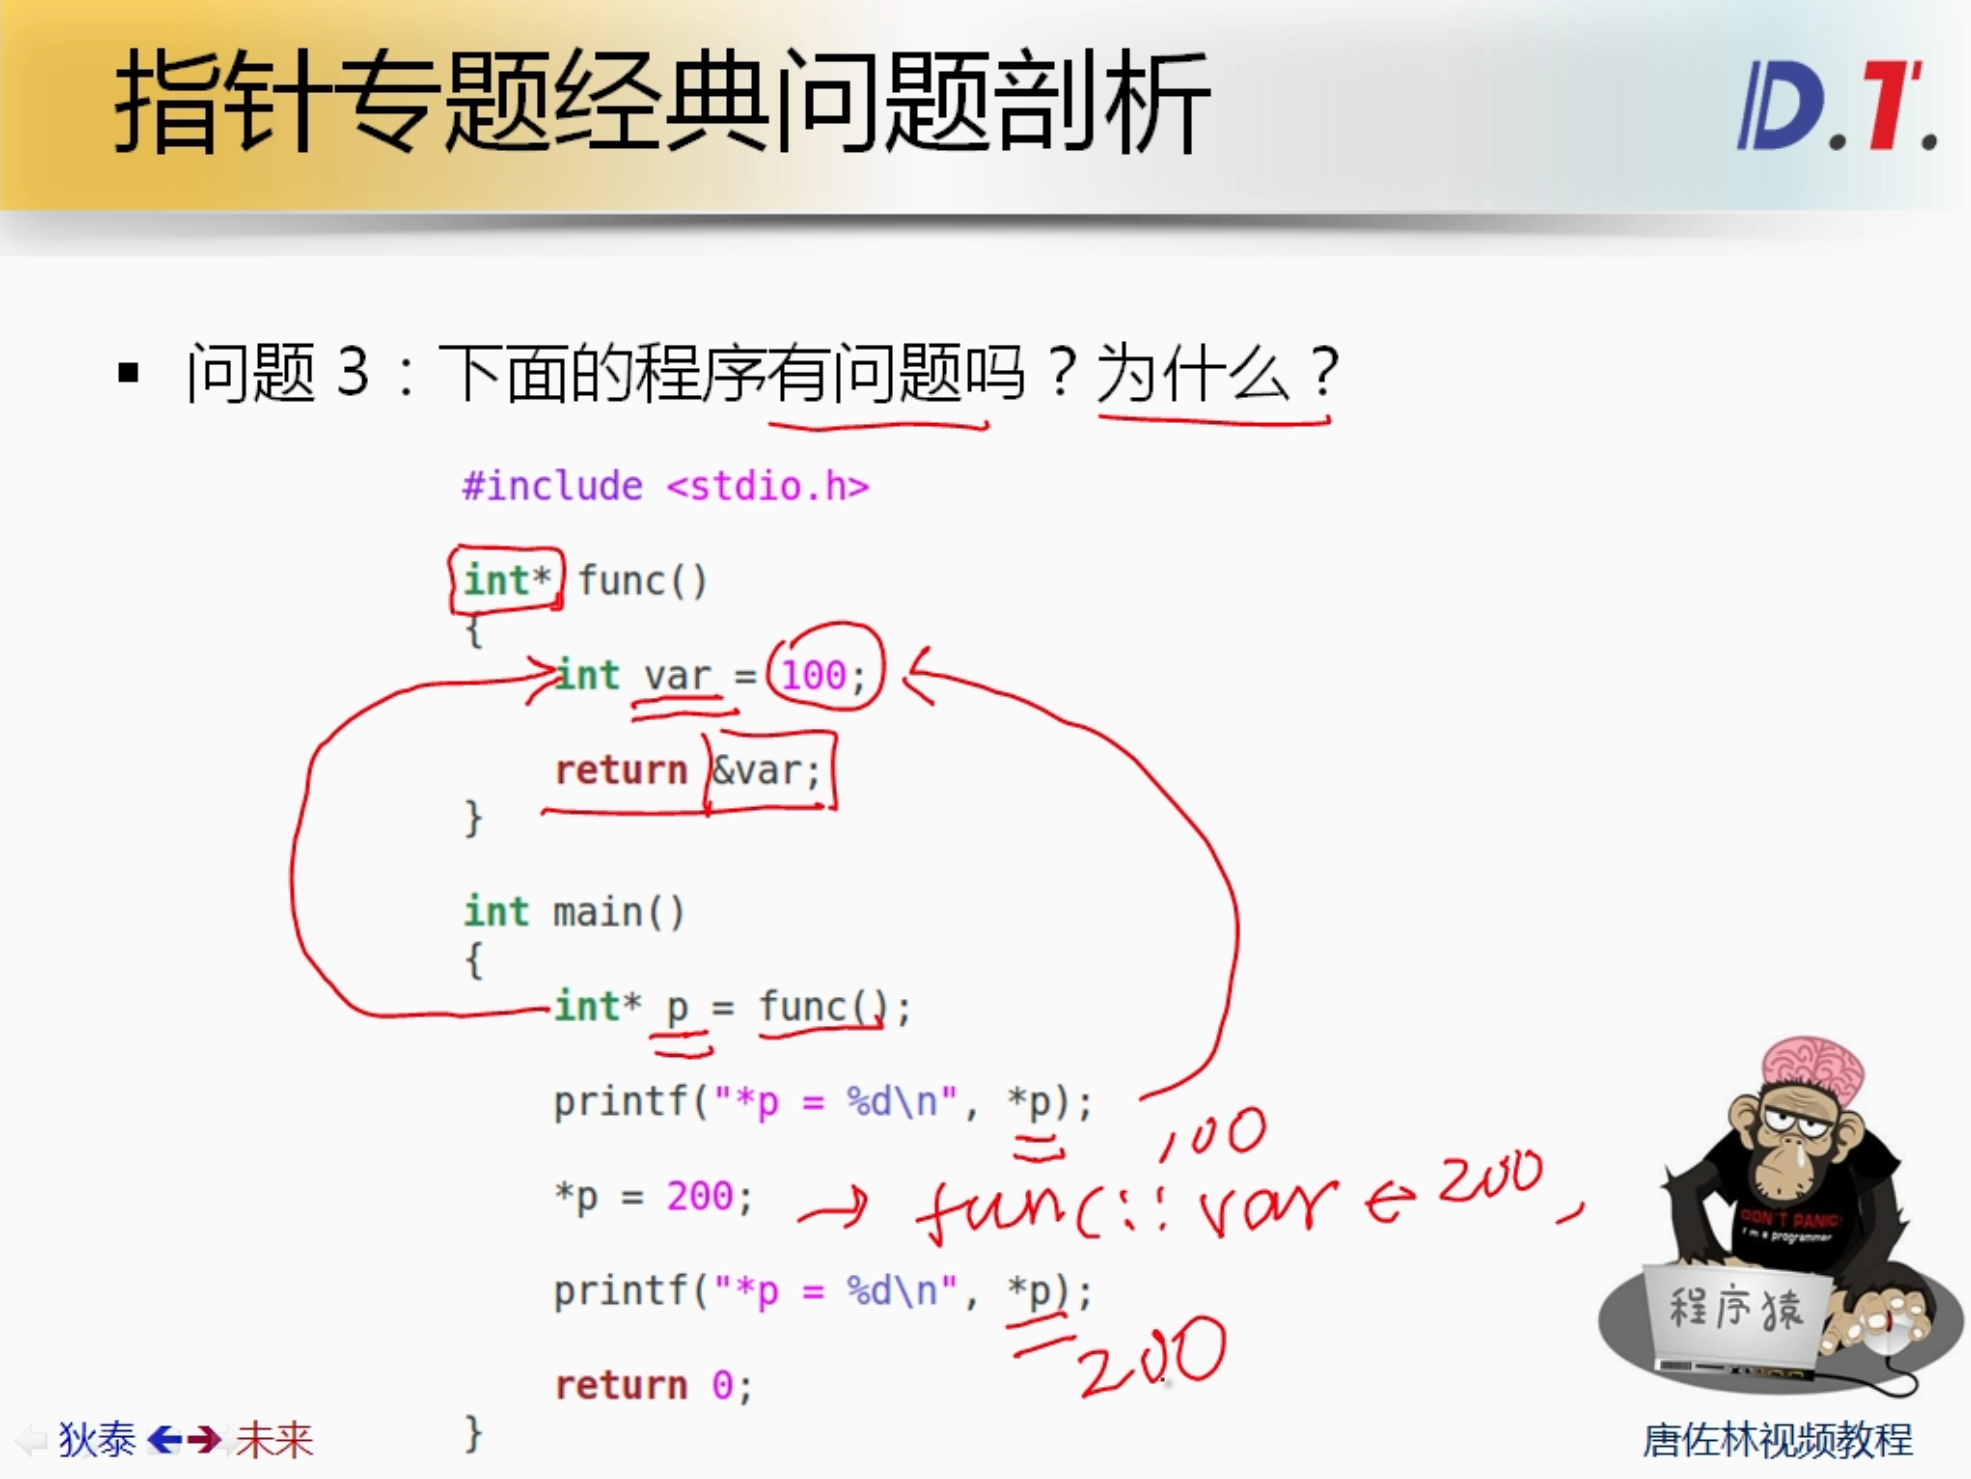 指针专题经典问题剖析
D.T.
▪ 问题 3：下面的程序有问题吗？为什么？
#include <stdio.h>
int* func()
{
int var = 100;
return &var;
}
int main()
{
int* p = func();
printf("*p = %d\n", *p);
100
*p = 200; → func::var ← 200,
printf("*p = %d\n", *p);
200
return 0;
}
DON'T PANIC:
I'm a programmer
程序猿
狄泰 未来
唐佐林视频教程